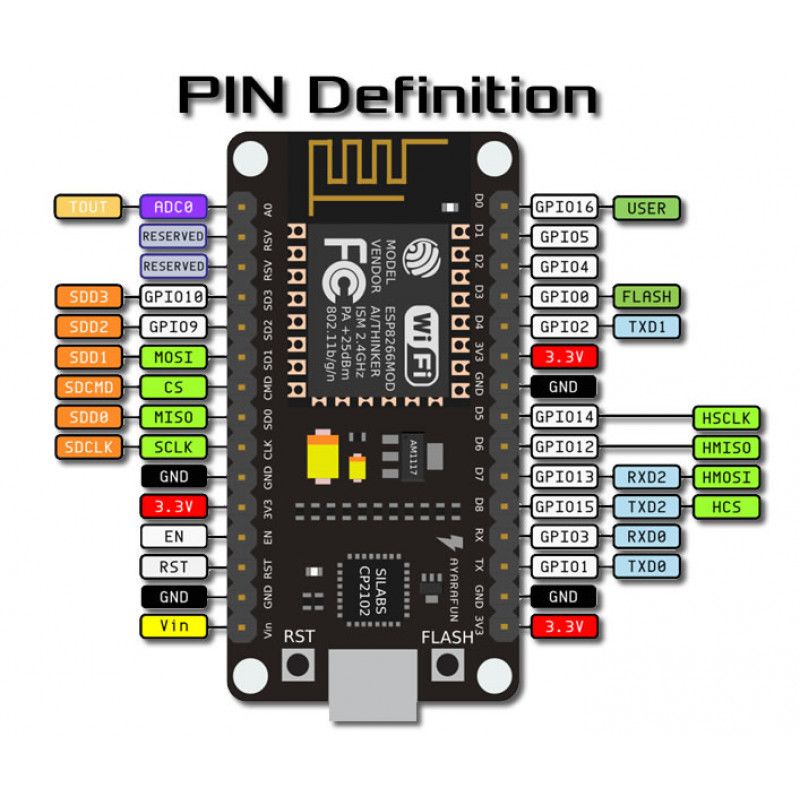 PIN Definition
TOUT ADC0 A0 D0 GPIO16 USER
RESERVED RSV D1 GPIO5
RESERVED RSV D2 GPIO4
SDD3 GPIO10 SD3 D3 GPIO0 FLASH
SDD2 GPIO9 SD2 D4 GPIO2 TXD1
SDD1 MOSI SD1 3V3 3.3V
SDCMD CS CMD GND GND
SDD0 MISO SD0 D5 GPIO14 HSCLK
SDCLK SCLK CLK D6 GPIO12 HMISO
GND GND D7 GPIO13 RXD2 HMOSI
3.3V 3V3 D8 GPIO15 TXD2 HCS
EN EN RX GPIO3 RXD0
RST RST TX GPIO1 TXD0
GND GND GND GND
Vin Vin 3V3 3.3V
MODEL ESP8266MOD
VENDOR AI/THINKER
ISM 2.4GHz
PA +25dBm
802.11b/g/n
FC
Wi Fi
AM1117
SILABS
CP2102
AYARAFUN
RST
FLASH